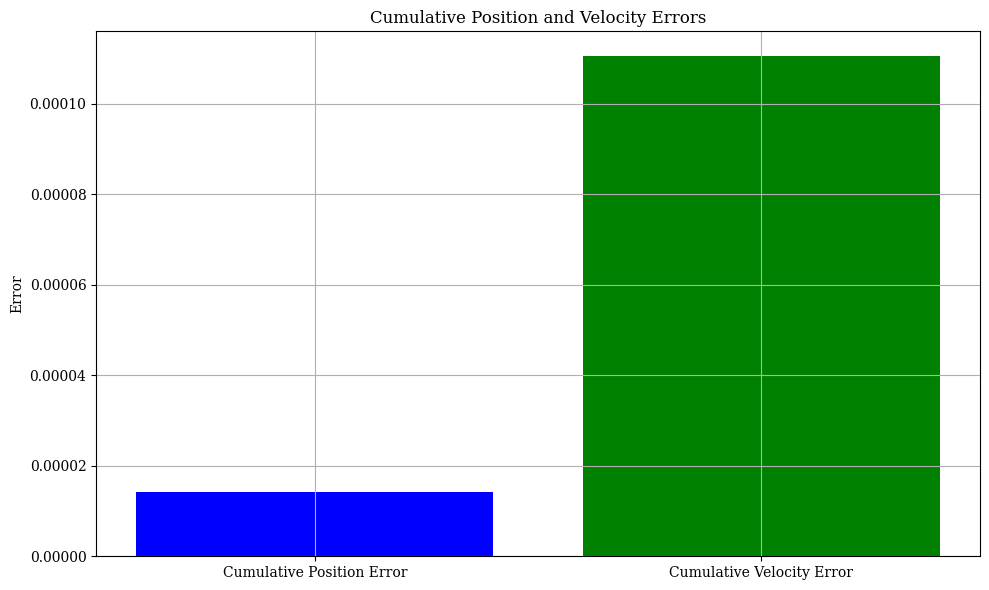 Cumulative Position and Velocity Errors
0.00010
0.00008
0.00006
0.00004
0.00002
0.00000
Error
Cumulative Position Error
Cumulative Velocity Error